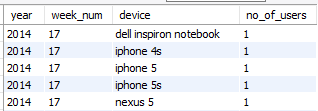 year week_num device no_of_users
2014 17 dell inspiron notebook 1
2014 17 iphone 4s 1
2014 17 iphone 5 1
2014 17 iphone 5s 1
2014 17 nexus 5 1